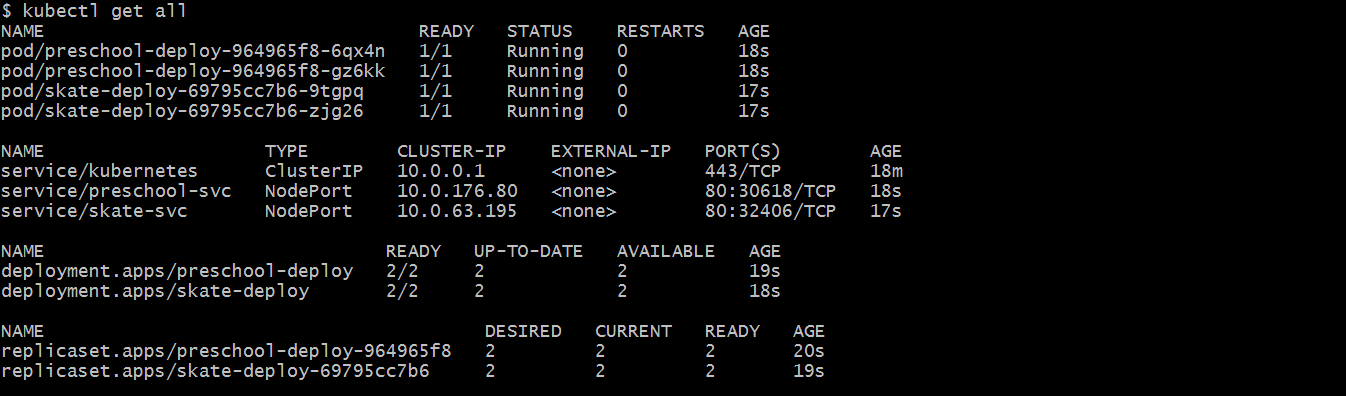 $ kubectl get all
NAME                                  READY   STATUS    RESTARTS   AGE
pod/preschool-deploy-964965f8-6qx4n   1/1     Running   0          18s
pod/preschool-deploy-964965f8-gz6kk   1/1     Running   0          18s
pod/skate-deploy-69795cc7b6-9tgpq     1/1     Running   0          17s
pod/skate-deploy-69795cc7b6-zjg26     1/1     Running   0          17s

NAME                    TYPE        CLUSTER-IP    EXTERNAL-IP   PORT(S)        AGE
service/kubernetes      ClusterIP   10.0.0.1      <none>        443/TCP        18m
service/preschool-svc   NodePort    10.0.176.80   <none>        80:30618/TCP   18s
service/skate-svc       NodePort    10.0.63.195   <none>        80:32406/TCP   17s

NAME                               READY   UP-TO-DATE   AVAILABLE   AGE
deployment.apps/preschool-deploy   2/2     2            2           19s
deployment.apps/skate-deploy       2/2     2            2           18s

NAME                                        DESIRED   CURRENT   READY   AGE
replicaset.apps/preschool-deploy-964965f8   2         2         2       20s
replicaset.apps/skate-deploy-69795cc7b6     2         2         2       19s